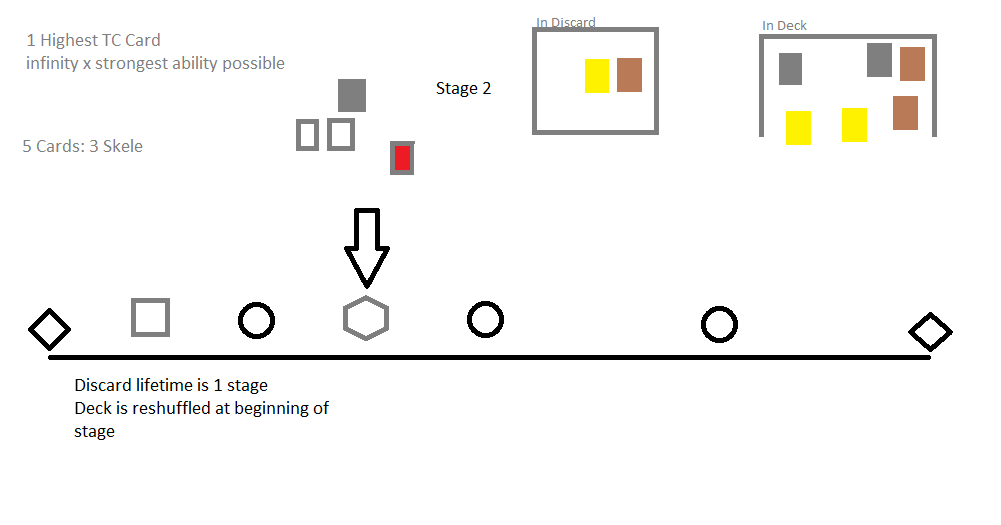 1 Highest TC Card
infinity x strongest ability possible
5 Cards: 3 Skele
Stage 2
In Discard
In Deck
Discard lifetime is 1 stage
Deck is reshuffled at beginning of
stage